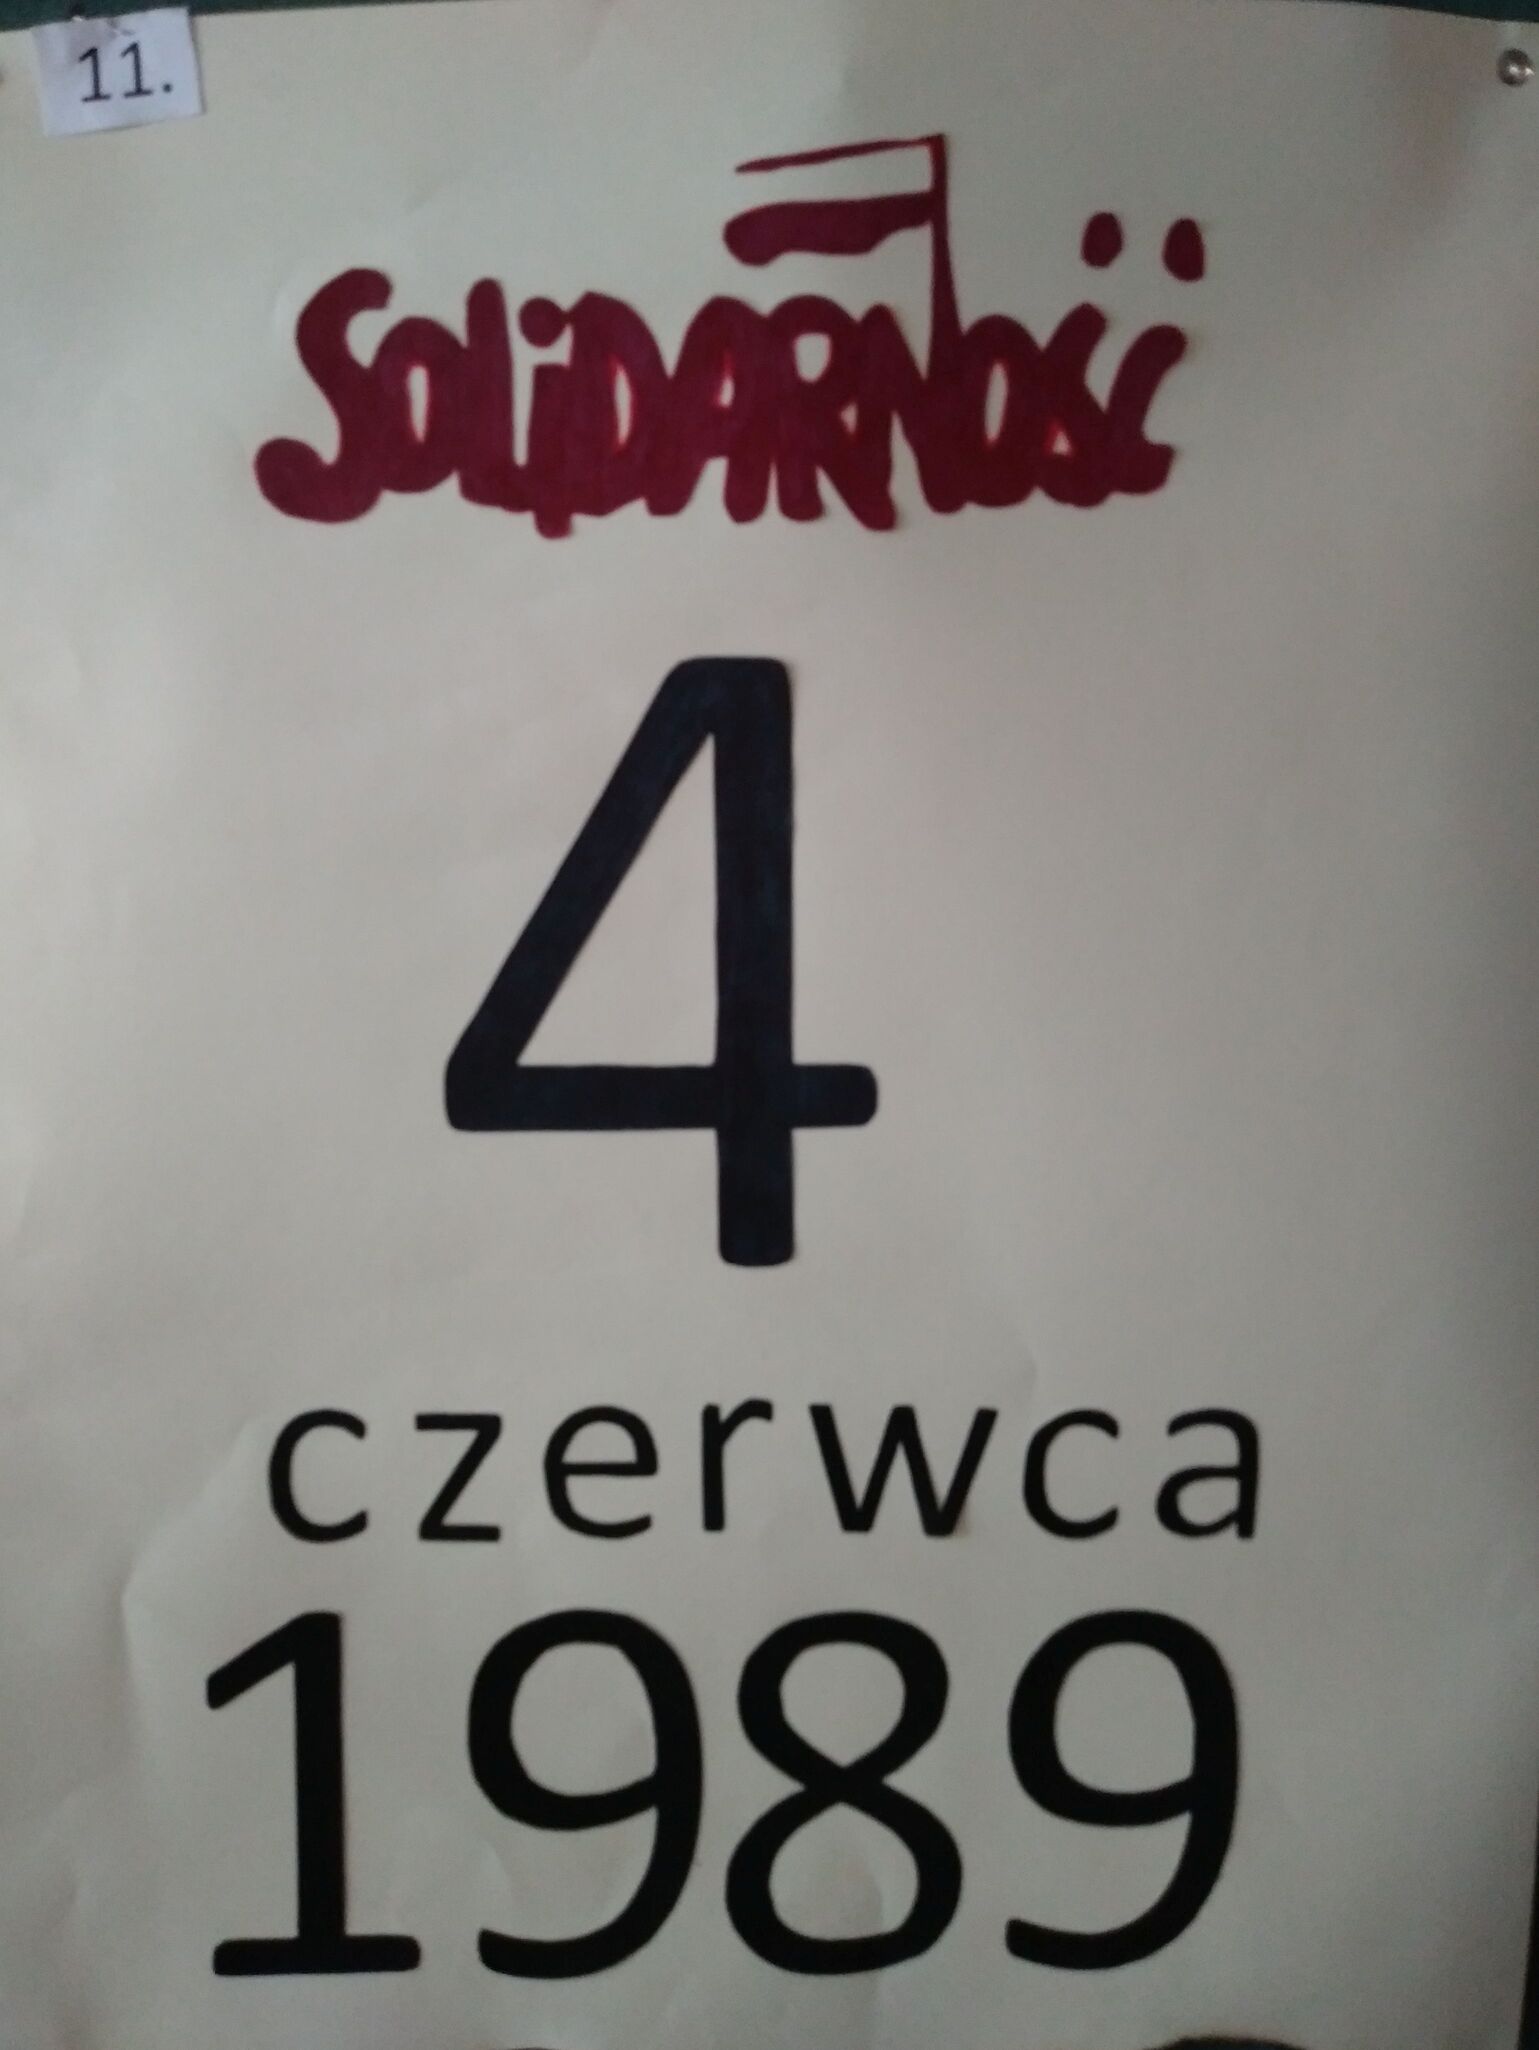 11.
SOLiDARNOŚĆ
4
czerwca
1989